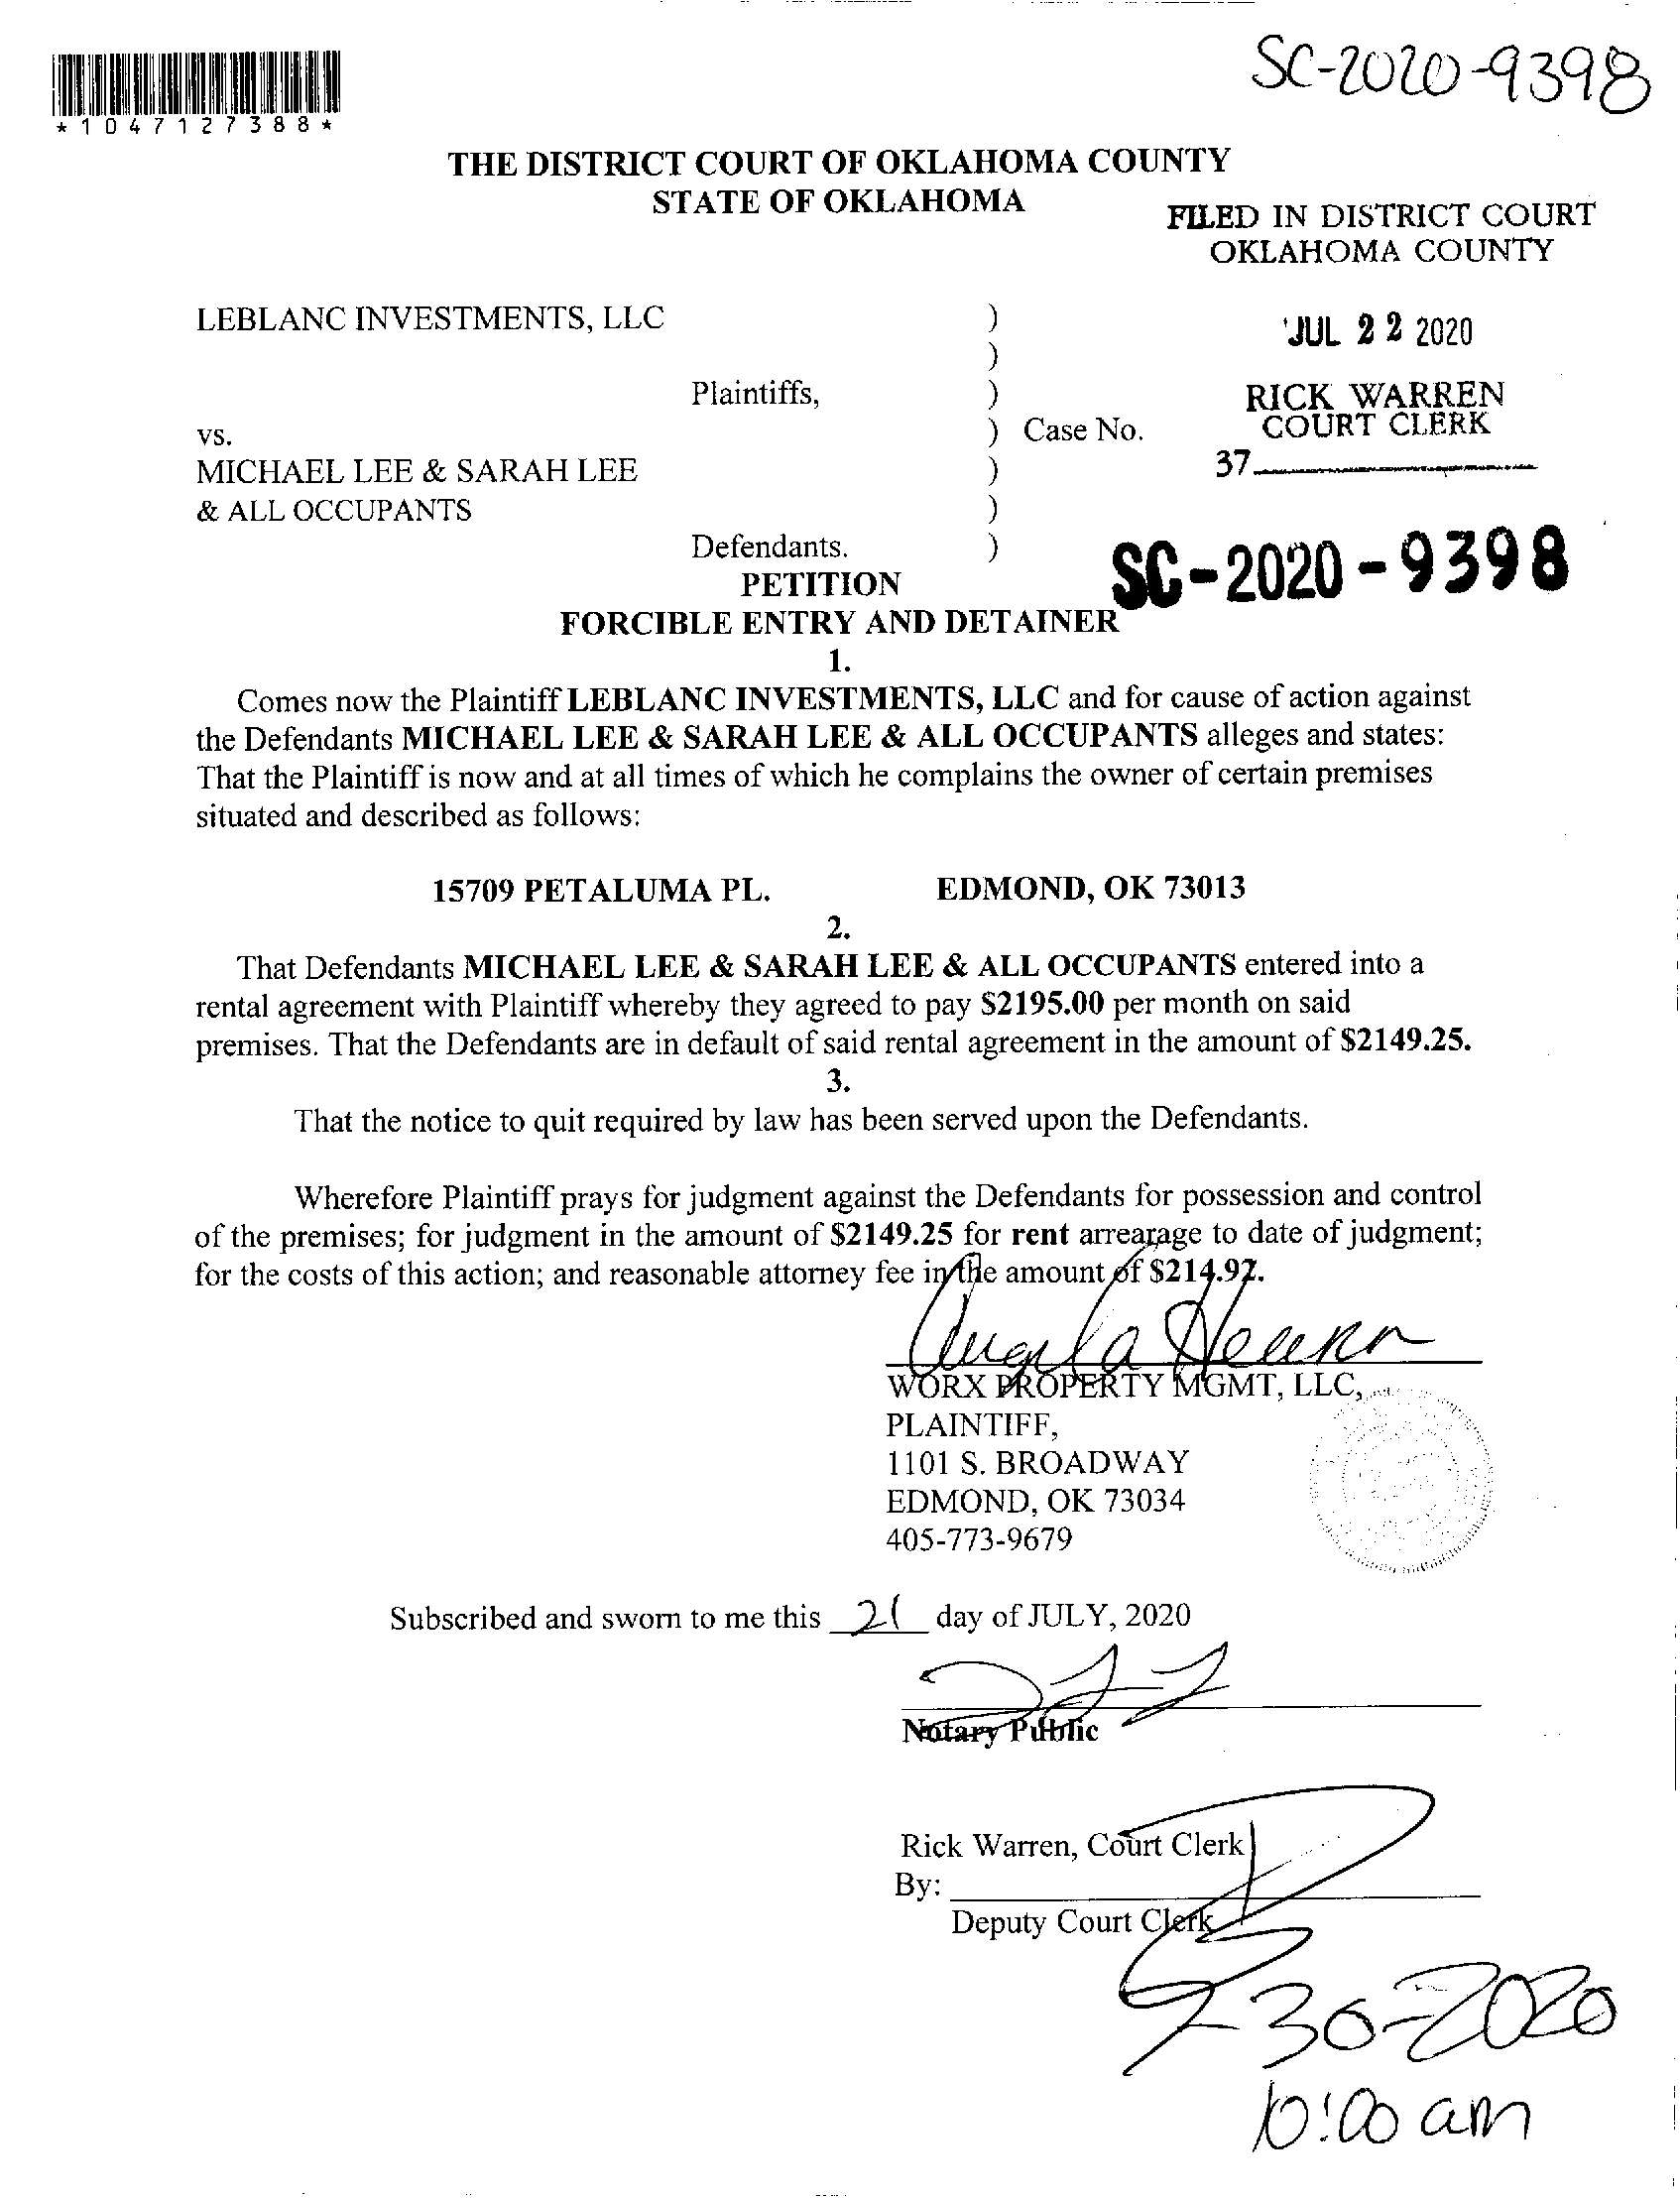 SC-2020-9398
*1047127388*
THE DISTRICT COURT OF OKLAHOMA COUNTY
STATE OF OKLAHOMA
FILED IN DISTRICT COURT
OKLAHOMA COUNTY
LEBLANC INVESTMENTS, LLC )
JUL 22 2020
)
Plaintiffs, )
RICK WARREN
COURT CLERK
vs. ) Case No.
MICHAEL LEE & SARAH LEE )
37
& ALL OCCUPANTS )
Defendants. )
SC-2020-9398
PETITION
FORCIBLE ENTRY AND DETAINER
1.
Comes now the Plaintiff LEBLANC INVESTMENTS, LLC and for cause of action against
the Defendants MICHAEL LEE & SARAH LEE & ALL OCCUPANTS alleges and states:
That the Plaintiff is now and at all times of which he complains the owner of certain premises
situated and described as follows:
15709 PETALUMA PL. EDMOND, OK 73013
2.
That Defendants MICHAEL LEE & SARAH LEE & ALL OCCUPANTS entered into a
rental agreement with Plaintiff whereby they agreed to pay $2195.00 per month on said
premises. That the Defendants are in default of said rental agreement in the amount of $2149.25.
3.
That the notice to quit required by law has been served upon the Defendants.
Wherefore Plaintiff prays for judgment against the Defendants for possession and control
of the premises; for judgment in the amount of $2149.25 for rent arrearage to date of judgment;
for the costs of this action; and reasonable attorney fee in the amount of $214.92.
Angela
WORX PROPERTY MGMT, LLC,
PLAINTIFF,
1101 S. BROADWAY
EDMOND, OK 73034
405-773-9679
Subscribed and sworn to me this 21 day of JULY, 2020
Notary Public
Rick Warren, Court Clerk
By:
Deputy Court Clerk
30-2020
10:00 am